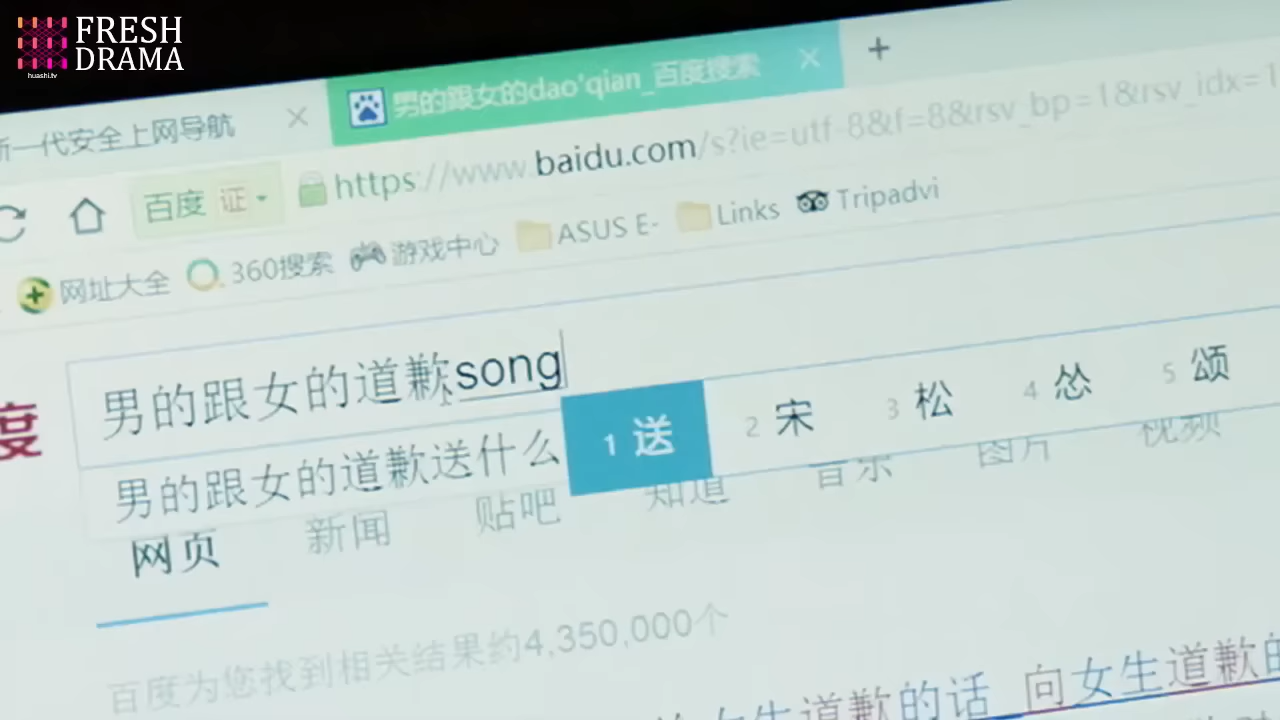 FRESH
DRAMA
huashi.tv
新一代安全上网导航
男的跟女的dao'qian_百度搜索
百度 证
https://www.baidu.com/s?ie=utf-8&f=8&rsv_bp=1&rsv_idx=1
网址大全 360搜索 游戏中心 ASUS E- Links Tripadvi
度
男的跟女的道歉song
1 送 2 宋 3 松 4 怂 5 颂
男的跟女的道歉送什么
网页 新闻 贴吧 知道 音乐 图片 视频
百度为您找到相关结果约4,350,000个
女生道歉的话 向女生道歉的